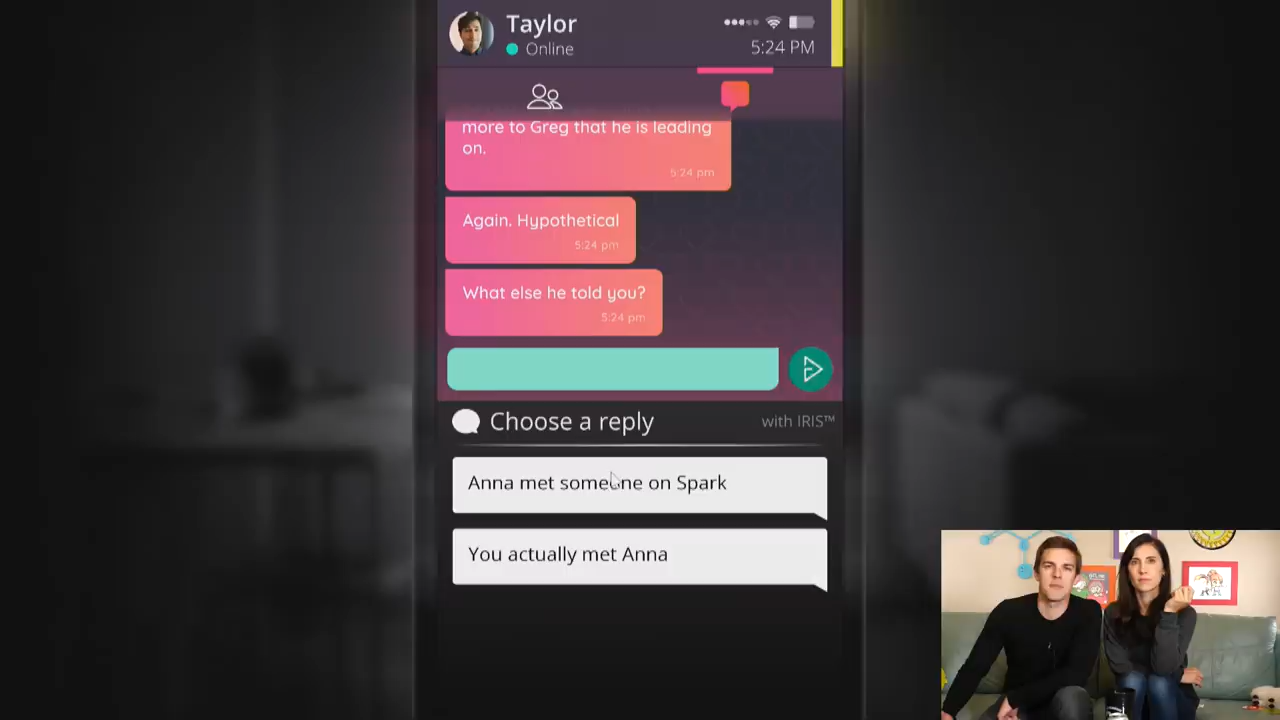 Taylor
Online
5:24 PM
more to Greg that he is leading
on.
5:24 pm
Again. Hypothetical
5:24 pm
What else he told you?
5:24 pm
Choose a reply
with IRIS™
Anna met someone on Spark
You actually met Anna